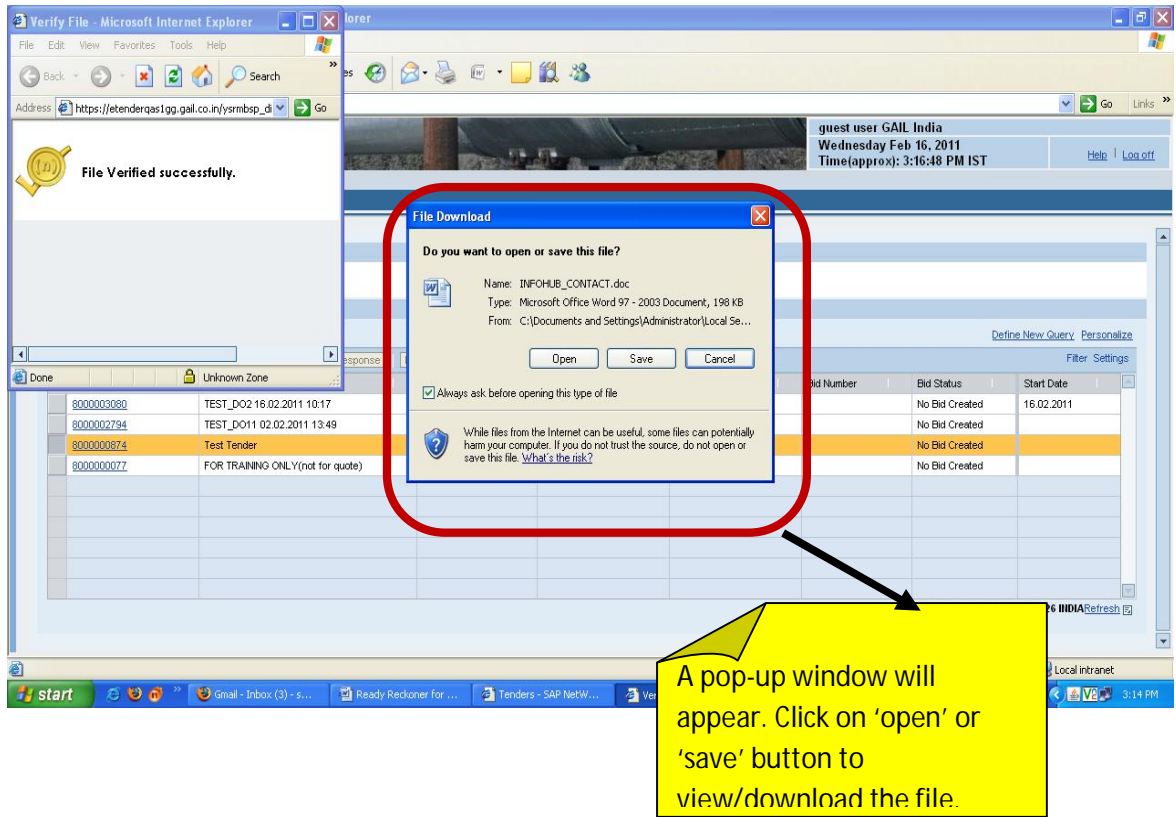 Verify File - Microsoft Internet Explorer
lorer
File Edit View Favorites Tools Help
Back Search
Address https://etenderqas1gg.gail.co.in/ysrmbsp_di Go
Go Links
File Verified successfully.
guest user GAIL India
Wednesday Feb 16, 2011
Time(approx): 3:16:48 PM IST
Help Log off
File Download
Do you want to open or save this file?
Name: INFOHUB_CONTACT.doc
Type: Microsoft Office Word 97 - 2003 Document, 198 KB
From: C:\Documents and Settings\Administrator\Local Se...
Open Save Cancel
Always ask before opening this type of file
While files from the Internet can be useful, some files can potentially
harm your computer. If you do not trust the source, do not open or
save this file. What's the risk?
Define New Query Personalize
Filter Settings
Done Unknown Zone
Bid Number Bid Status Start Date
8000003080 TEST_DO2 16.02.2011 10:17 No Bid Created 16.02.2011
8000002794 TEST_DO11 02.02.2011 13:49 No Bid Created
8000000874 Test Tender No Bid Created
8000000077 FOR TRAINING ONLY(not for quote) No Bid Created
INDIA Refresh
Local intranet
start Gmail - Inbox (3) - s... Ready Reckoner for ... Tenders - SAP NetW... 3:14 PM
A pop-up window will
appear. Click on ‘open’ or
‘save’ button to
view/download the file.